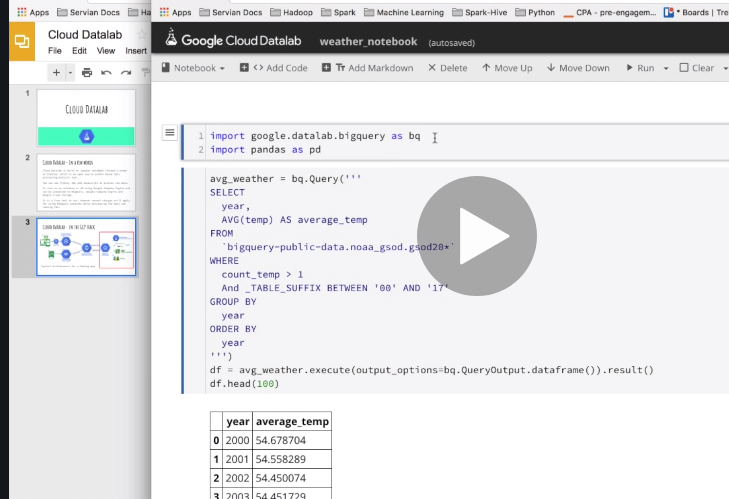 Apps Servian Docs Ha
Apps Servian Docs Hadoop Spark Machine Learning Spark-Hive Python CPA - pre-engagem... * Boards | Tre
Cloud Datalab
File Edit View Insert
Google Cloud Datalab weather_notebook (autosaved)
Notebook + <> Add Code + Tr Add Markdown Delete Move Up Move Down Run Clear
1
CLOUD DATALAB
2
CLOUD DATALAB - IN A FEW WORDS
3
CLOUD DATALAB - IN THE GCP STACK
1 import google.datalab.bigquery as bq
2 import pandas as pd
avg_weather = bq.Query('''
SELECT
year,
AVG(temp) AS average_temp
FROM
`bigquery-public-data.noaa_gsod.gsod20*`
WHERE
count_temp > 1
And _TABLE_SUFFIX BETWEEN '00' AND '17'
GROUP BY
year
ORDER BY
year
''')
df = avg_weather.execute(output_options=bq.QueryOutput.dataframe()).result()
df.head(100)
year average_temp
0 2000 54.678704
1 2001 54.558289
2 2002 54.450074
3 2003 54.451729